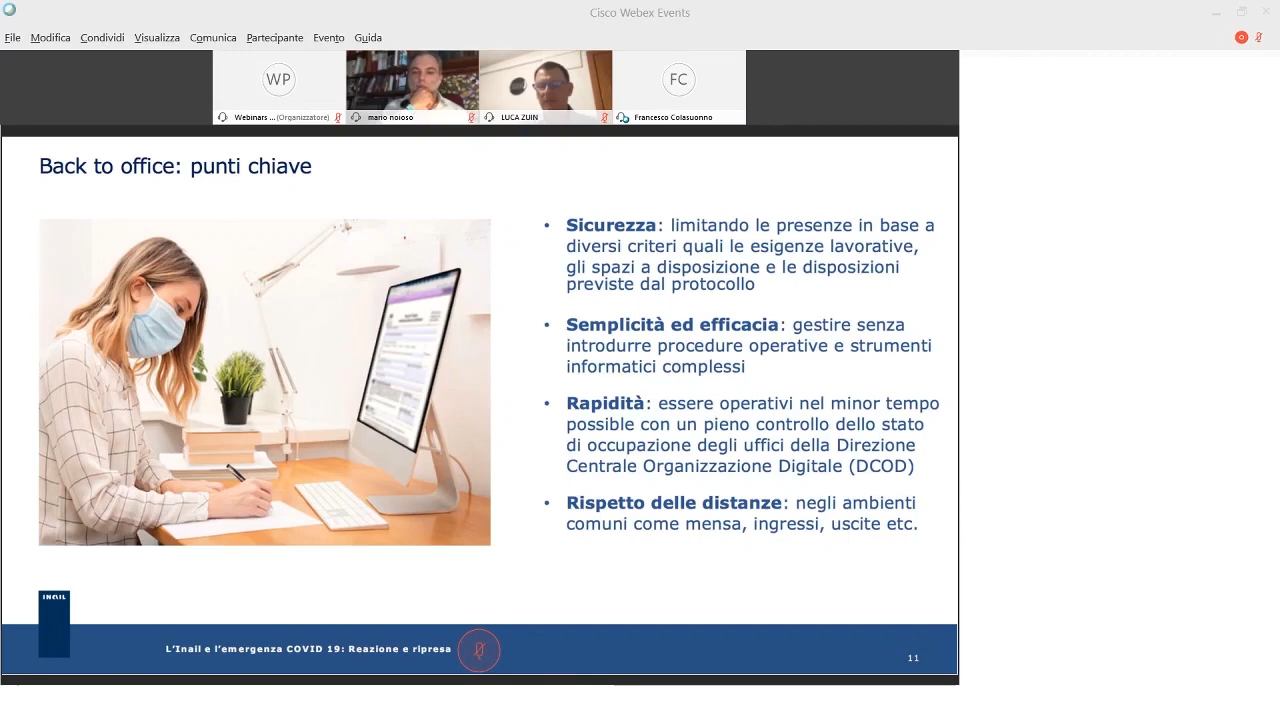 Cisco Webex Events
File Modifica Condividi Visualizza Comunica Partecipante Evento Guida
WP
FC
Webinars ... (Organizzatore)
mario noioso
LUCA ZUIN
Francesco Colasuonno
Back to office: punti chiave
• Sicurezza: limitando le presenze in base a
diversi criteri quali le esigenze lavorative,
gli spazi a disposizione e le disposizioni
previste dal protocollo
• Semplicità ed efficacia: gestire senza
introdurre procedure operative e strumenti
informatici complessi
• Rapidità: essere operativi nel minor tempo
possible con un pieno controllo dello stato
di occupazione degli uffici della Direzione
Centrale Organizzazione Digitale (DCOD)
• Rispetto delle distanze: negli ambienti
comuni come mensa, ingressi, uscite etc.
INAIL
L'Inail e l'emergenza COVID 19: Reazione e ripresa
11